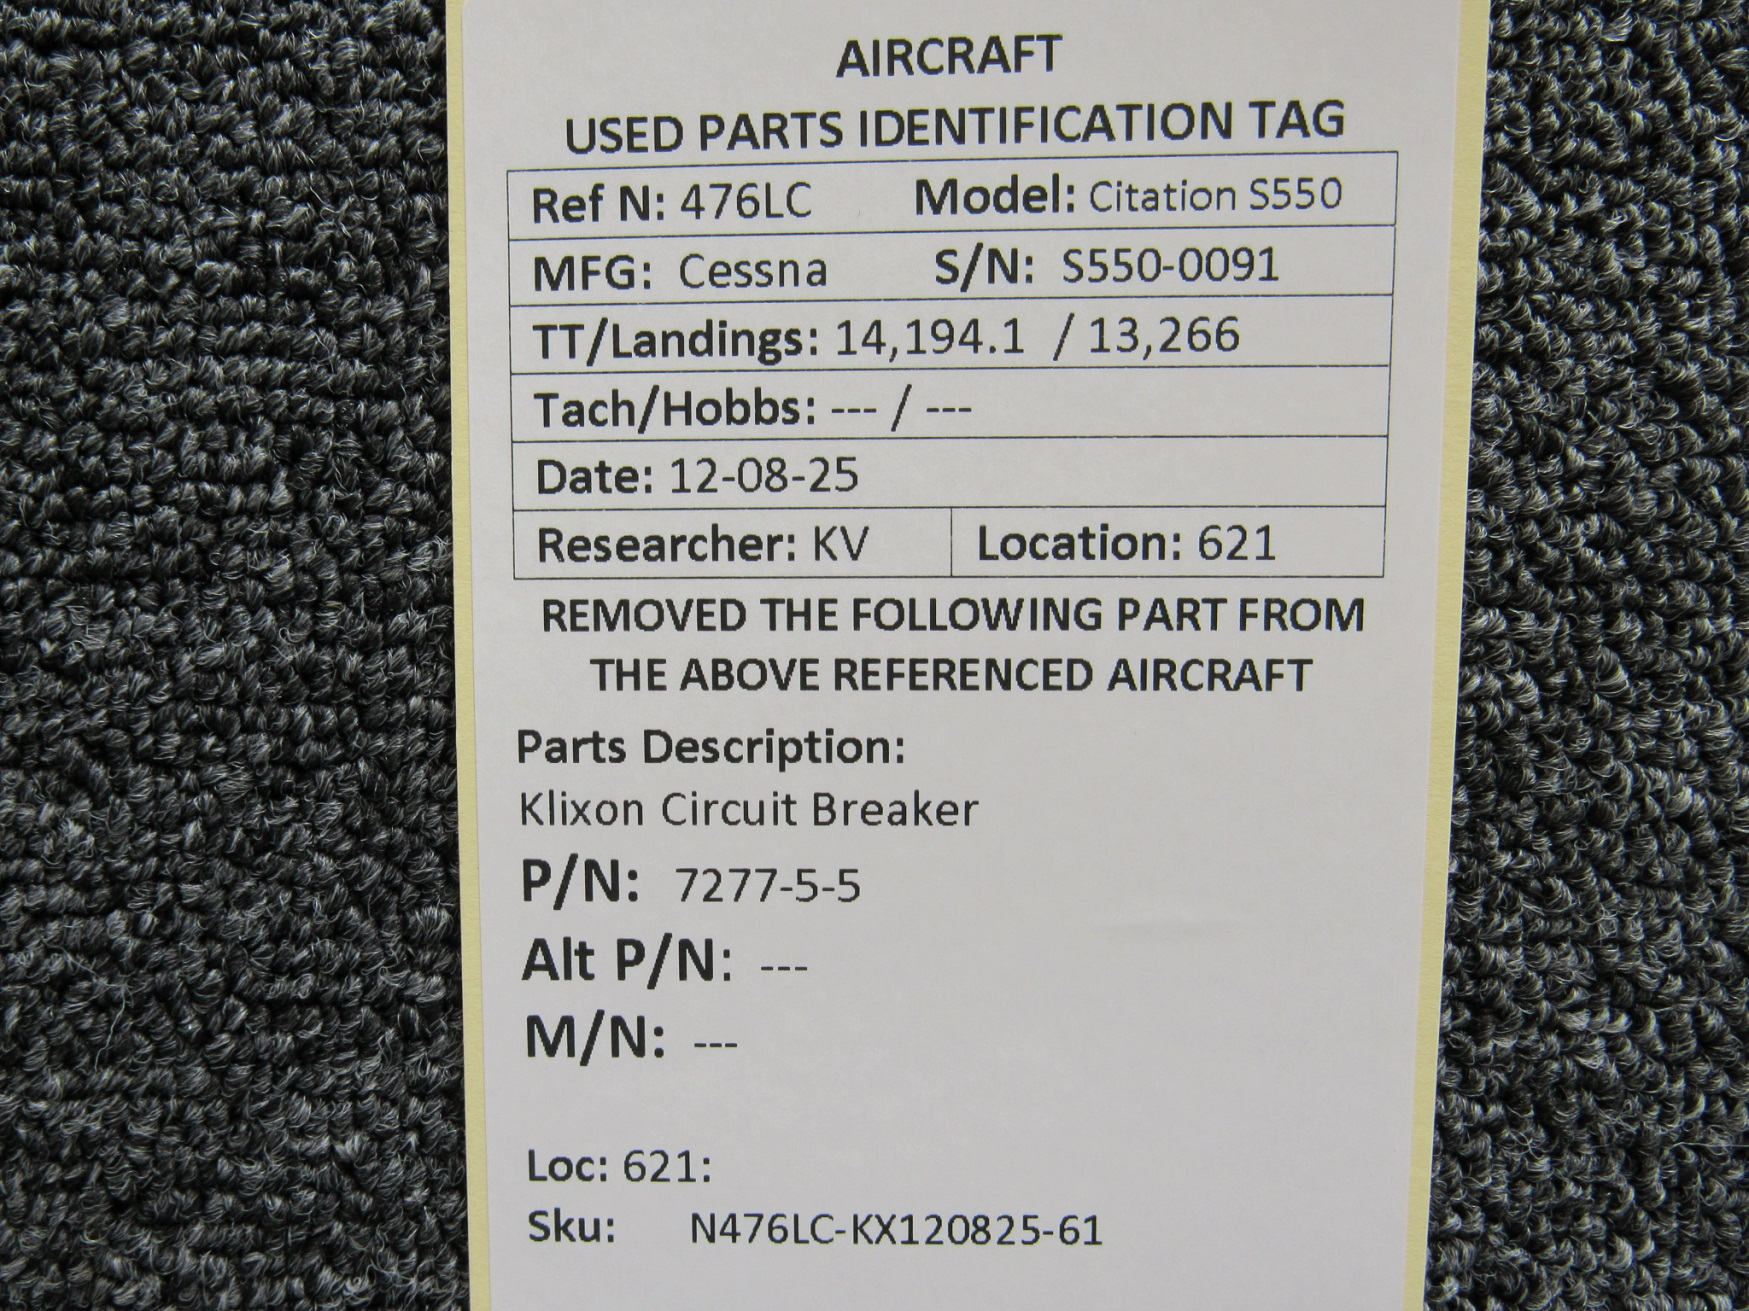 AIRCRAFT
USED PARTS IDENTIFICATION TAG
Ref N: 476LC Model: Citation S550
MFG: Cessna S/N: S550-0091
TT/Landings: 14,194.1 / 13,266
Tach/Hobbs: --- / ---
Date: 12-08-25
Researcher: KV Location: 621
REMOVED THE FOLLOWING PART FROM
THE ABOVE REFERENCED AIRCRAFT
Parts Description:
Klixon Circuit Breaker
P/N: 7277-5-5
Alt P/N: ---
M/N: ---
Loc: 621:
Sku: N476LC-KX120825-61